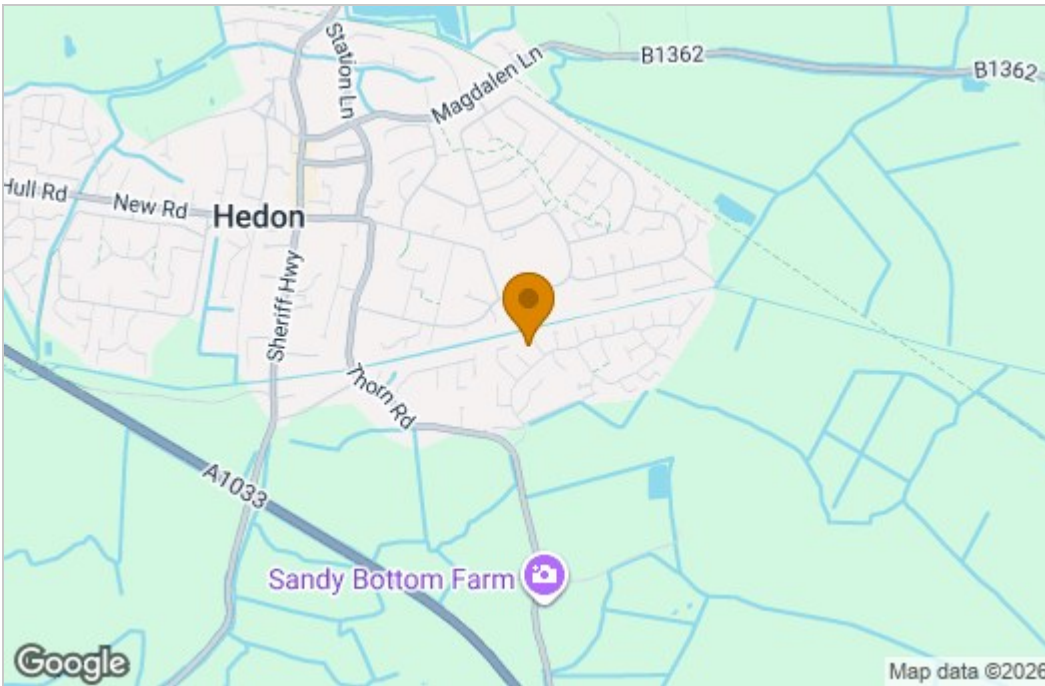 Station Ln
Magdalen Ln
B1362
B1362
Hull Rd
New Rd
Hedon
Sheriff Hwy
Thorn Rd
A1033
Sandy Bottom Farm
Google
Map data ©2026